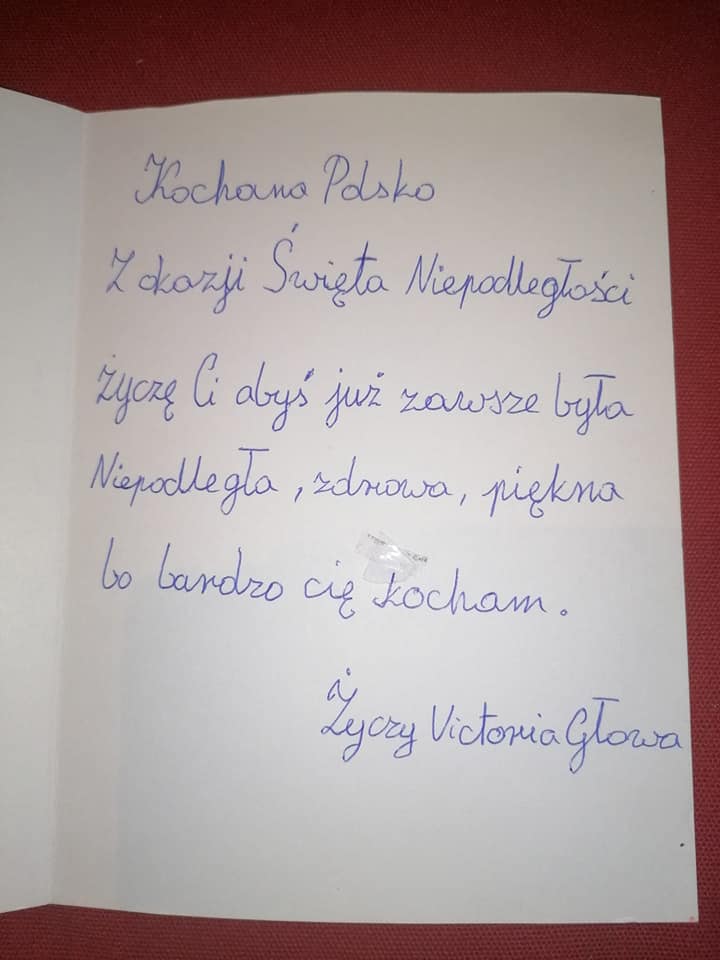 Kochana Polsko
Z okazji Święta Niepodległości
życzę Ci abyś już zawsze była
Niepodległa, zdrowa, piękna
bo bardzo cię kocham.
Życzy Victoria Głowa